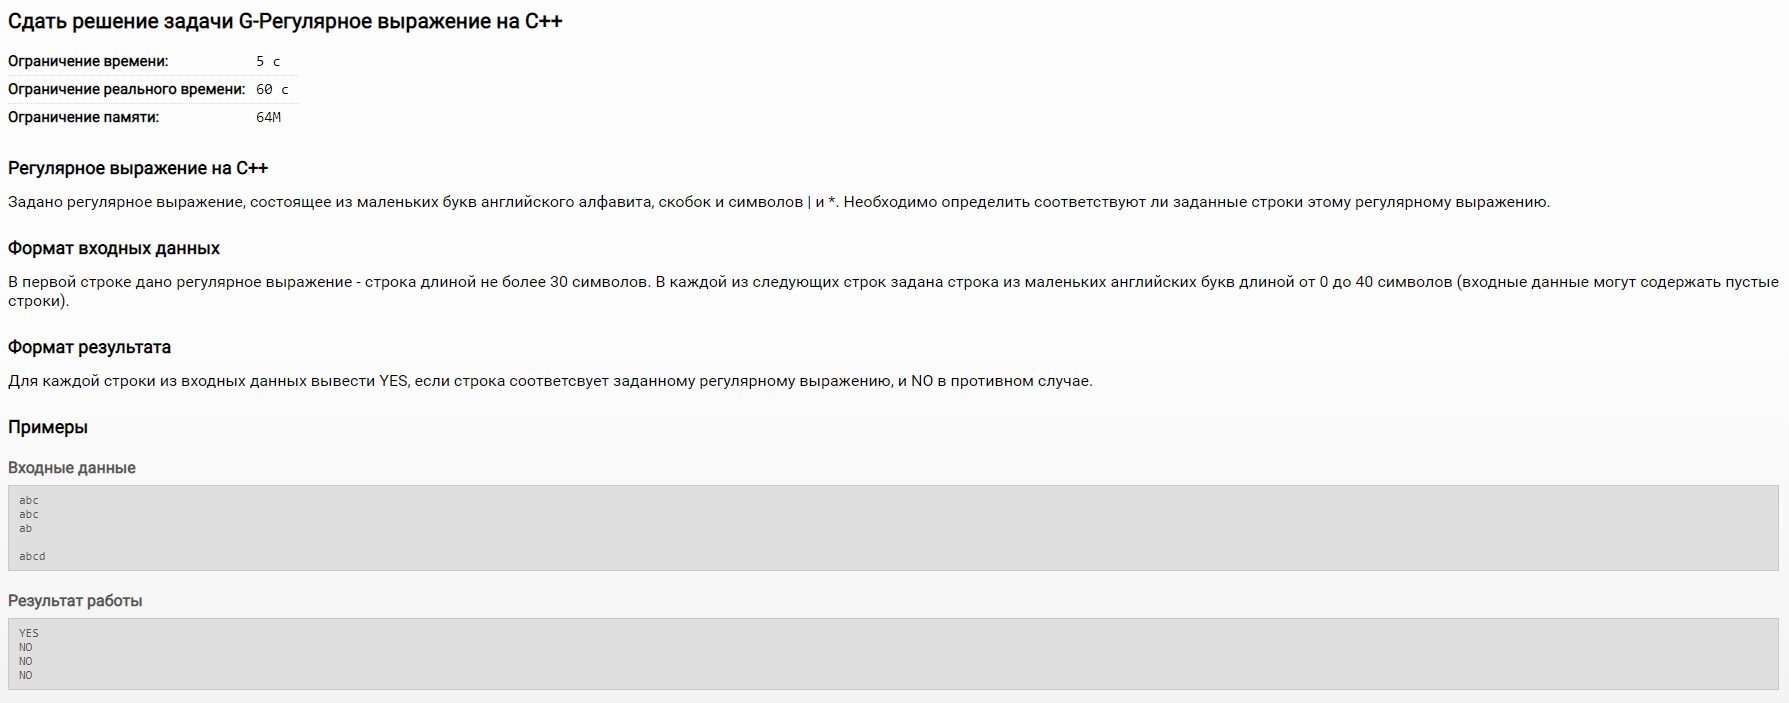 Сдать решение задачи G-Регулярное выражение на C++
Ограничение времени: 5 с
Ограничение реального времени: 60 с
Ограничение памяти: 64M
Регулярное выражение на C++
Задано регулярное выражение, состоящее из маленьких букв английского алфавита, скобок и символов | и *. Необходимо определить соответствуют ли заданные строки этому регулярному выражению.
Формат входных данных
В первой строке дано регулярное выражение - строка длиной не более 30 символов. В каждой из следующих строк задана строка из маленьких английских букв длиной от 0 до 40 символов (входные данные могут содержать пустые
строки).
Формат результата
Для каждой строки из входных данных вывести YES, если строка соответсвует заданному регулярному выражению, и NO в противном случае.
Примеры
Входные данные
abc
abc
ab
abcd
Результат работы
YES
NO
NO
NO